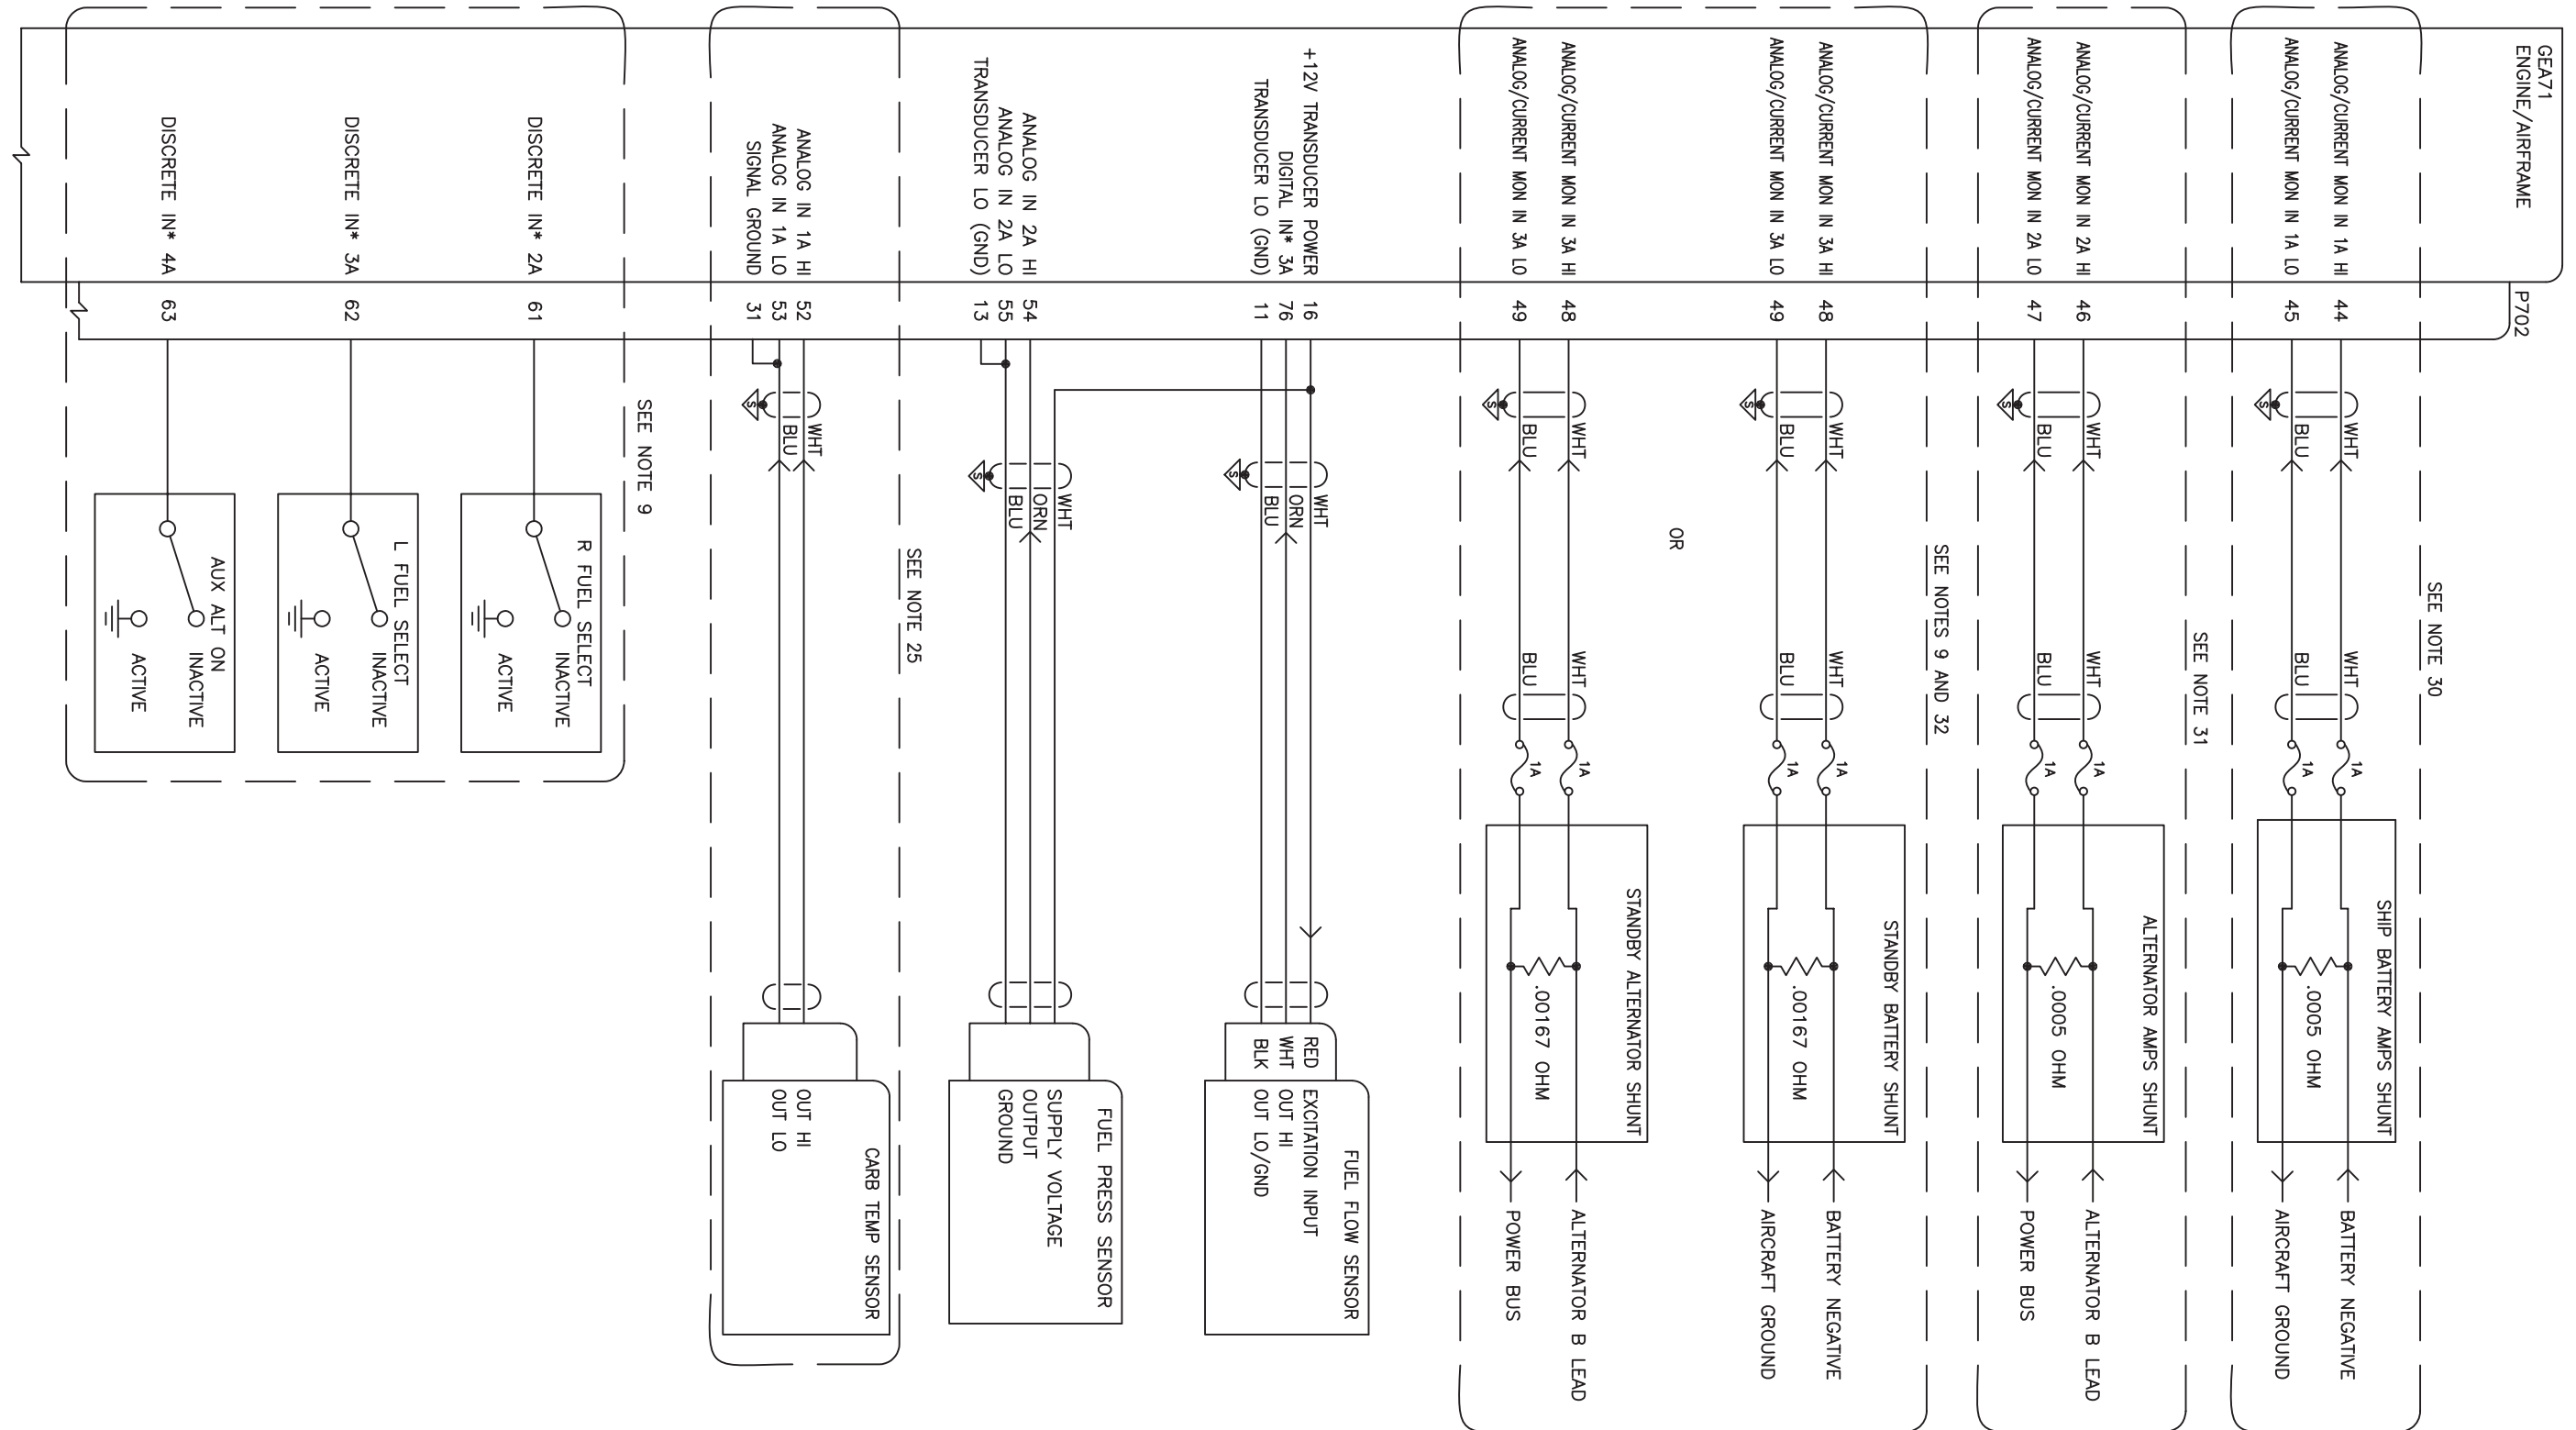 GEA71
ENGINE/AIRFRAME
P702
SEE NOTE 30
ANALOG/CURRENT MON IN 1A HI 44 WHT WHT 1A
ANALOG/CURRENT MON IN 1A LO 45 BLU BLU 1A
SHIP BATTERY AMPS SHUNT
.0005 OHM
BATTERY NEGATIVE
AIRCRAFT GROUND
S
SEE NOTE 31
ANALOG/CURRENT MON IN 2A HI 46 WHT WHT 1A
ANALOG/CURRENT MON IN 2A LO 47 BLU BLU 1A
ALTERNATOR AMPS SHUNT
.0005 OHM
ALTERNATOR B LEAD
POWER BUS
S
SEE NOTES 9 AND 32
ANALOG/CURRENT MON IN 3A HI 48 WHT WHT 1A
ANALOG/CURRENT MON IN 3A LO 49 BLU BLU 1A
STANDBY BATTERY SHUNT
.00167 OHM
BATTERY NEGATIVE
AIRCRAFT GROUND
S
OR
ANALOG/CURRENT MON IN 3A HI 48 WHT WHT 1A
ANALOG/CURRENT MON IN 3A LO 49 BLU BLU 1A
STANDBY ALTERNATOR SHUNT
.00167 OHM
ALTERNATOR B LEAD
POWER BUS
S
FUEL FLOW SENSOR
+12V TRANSDUCER POWER 16 WHT RED EXCITATION INPUT
DIGITAL IN* 3A 76 ORN WHT OUT HI
TRANSDUCER LO (GND) 11 BLU BLK OUT LO/GND
S
FUEL PRESS SENSOR
WHT SUPPLY VOLTAGE
ANALOG IN 2A HI 54 ORN OUTPUT
ANALOG IN 2A LO 55 BLU GROUND
TRANSDUCER LO (GND) 13
S
SEE NOTE 25
CARB TEMP SENSOR
ANALOG IN 1A HI 52 WHT OUT HI
ANALOG IN 1A LO 53 BLU OUT LO
SIGNAL GROUND 31
S
SEE NOTE 9
R FUEL SELECT
INACTIVE
DISCRETE IN* 2A 61
ACTIVE
L FUEL SELECT
INACTIVE
DISCRETE IN* 3A 62
ACTIVE
AUX ALT ON
INACTIVE
DISCRETE IN* 4A 63
ACTIVE